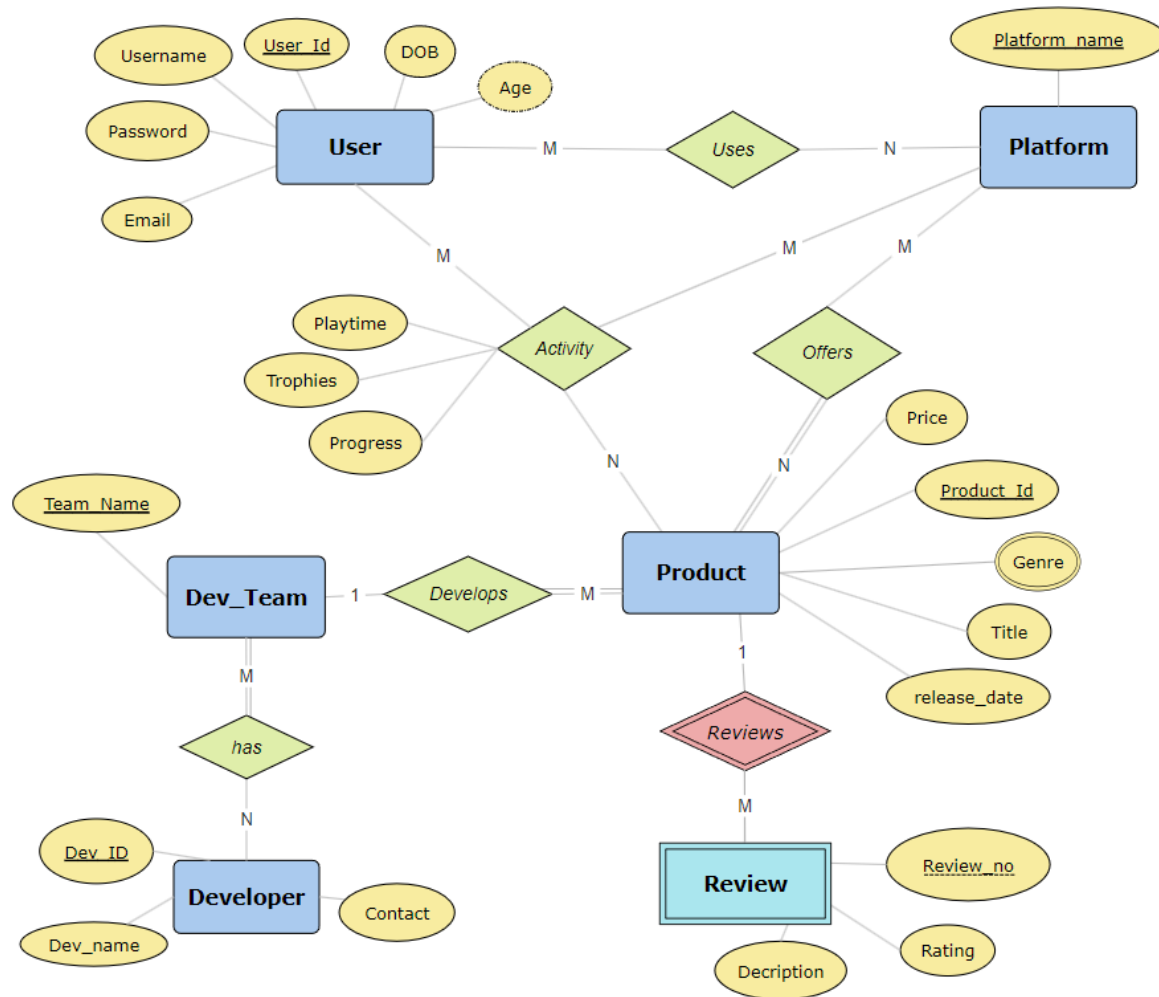 User_Id
DOB
Platform_name
Username
Age
Password
User
M
Uses
N
Platform
Email
M
M
M
Playtime
Activity
Offers
Trophies
Price
Progress
N
N
Product_Id
Team_Name
Genre
Product
Dev_Team
1
Develops
M
Title
1
M
release_date
Reviews
has
M
N
Dev_ID
Review_no
Review
Developer
Contact
Dev_name
Rating
Decription